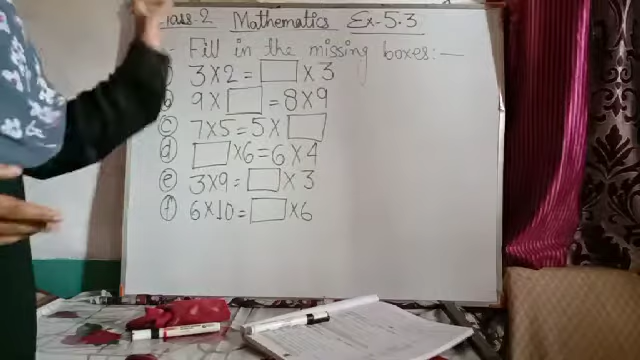 Class-2 Mathematics Ex-5.3
Fill in the missing boxes:—
3×2=□×3
b 9×□=8×9
c 7×5=5×□
d □×6=6×4
e 3×9=□×3
f 6×10=□×6